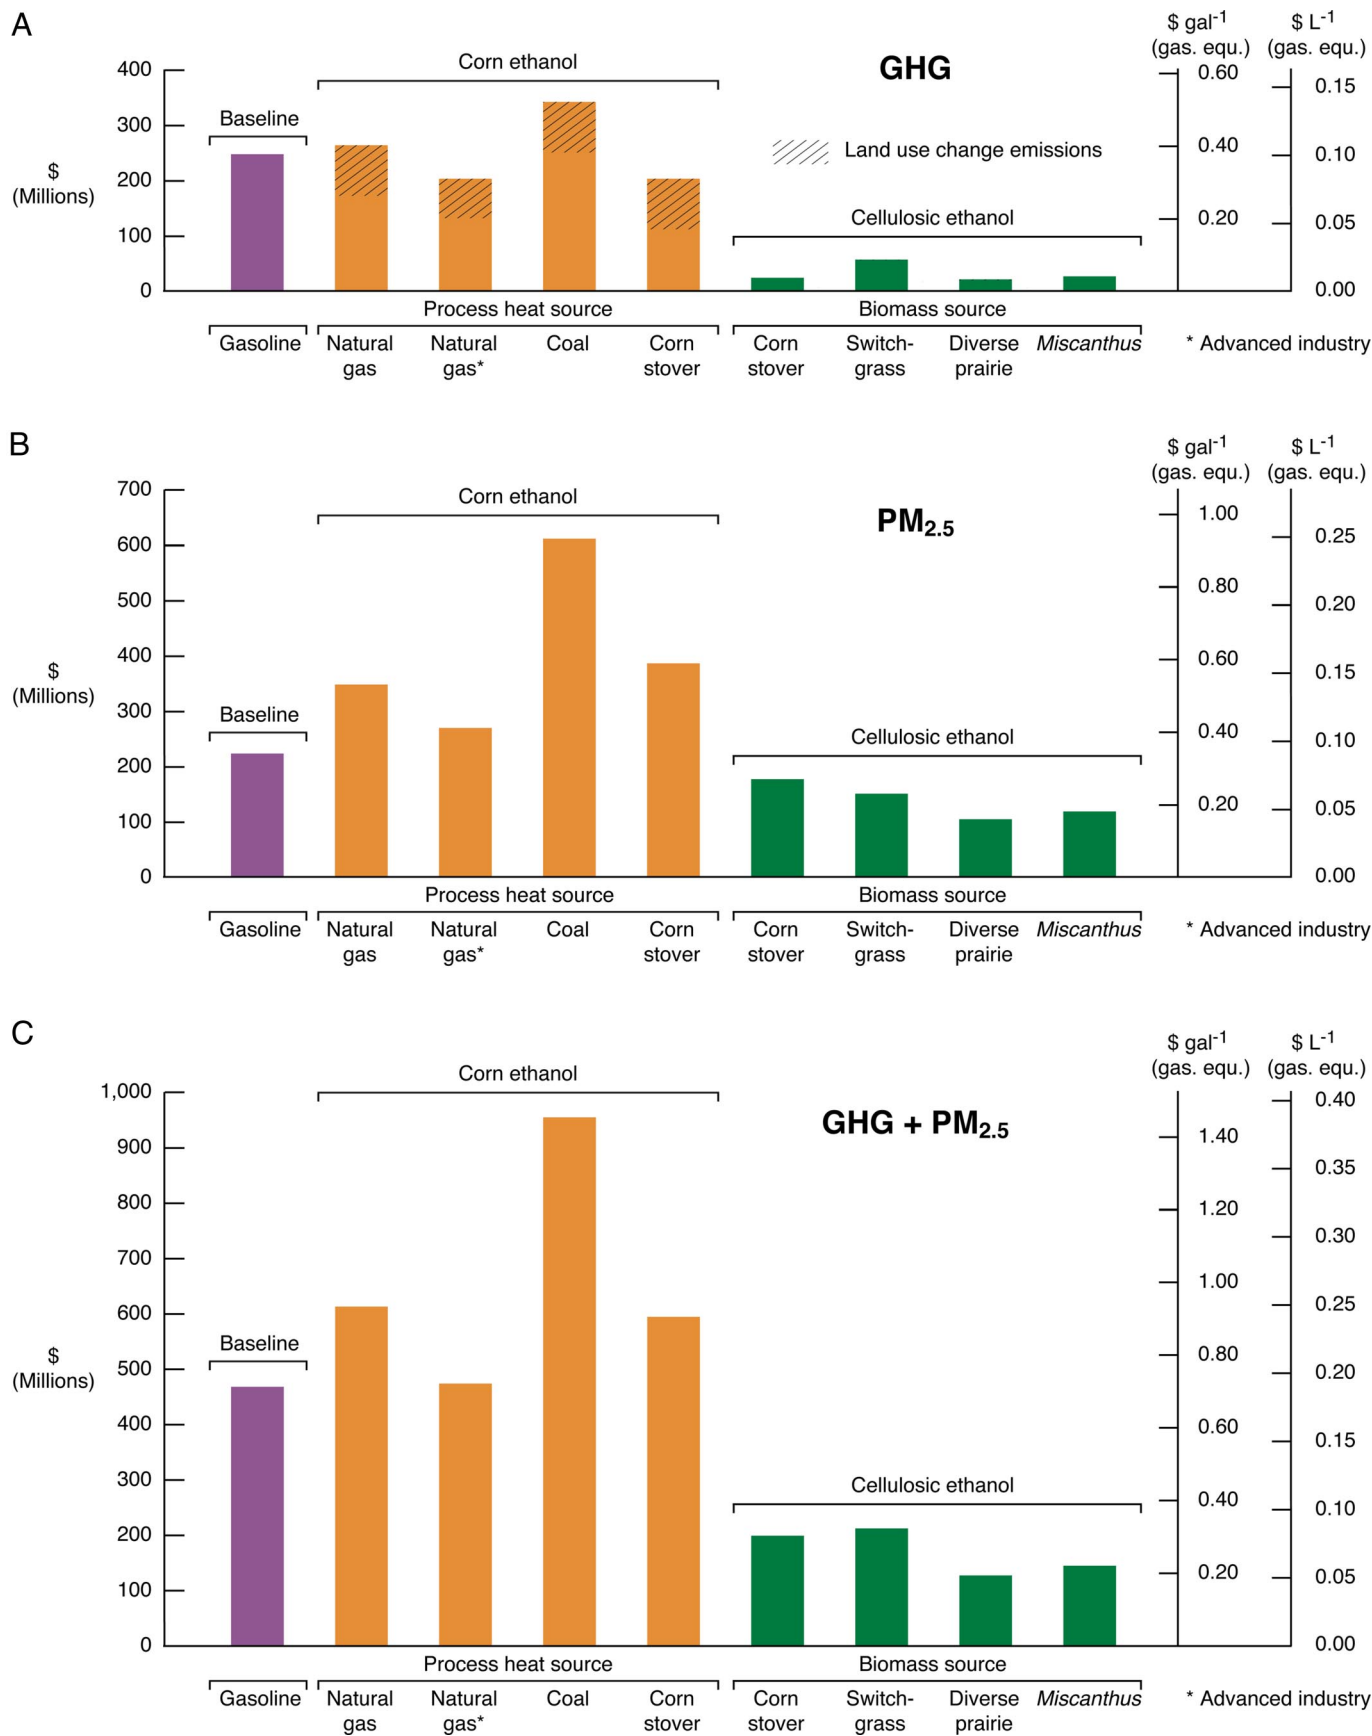 A
$ gal-1
(gas. equ.)
$ L-1
(gas. equ.)
GHG
Corn ethanol
Baseline
Land use change emissions
Cellulosic ethanol
$
(Millions)
400
300
200
100
0
0.60
0.40
0.20
0.15
0.10
0.05
0.00
Process heat source
Biomass source
Gasoline
Natural
gas
Natural
gas*
Coal
Corn
stover
Corn
stover
Switch-
grass
Diverse
prairie
Miscanthus
* Advanced industry
B
$ gal-1
(gas. equ.)
$ L-1
(gas. equ.)
PM2.5
Corn ethanol
Baseline
Cellulosic ethanol
$
(Millions)
700
600
500
400
300
200
100
0
1.00
0.80
0.60
0.40
0.20
0.25
0.20
0.15
0.10
0.05
0.00
Process heat source
Biomass source
Gasoline
Natural
gas
Natural
gas*
Coal
Corn
stover
Corn
stover
Switch-
grass
Diverse
prairie
Miscanthus
* Advanced industry
C
$ gal-1
(gas. equ.)
$ L-1
(gas. equ.)
GHG + PM2.5
Corn ethanol
Baseline
Cellulosic ethanol
$
(Millions)
1,000
900
800
700
600
500
400
300
200
100
0
1.40
1.20
1.00
0.80
0.60
0.40
0.20
0.40
0.35
0.30
0.25
0.20
0.15
0.10
0.05
0.00
Process heat source
Biomass source
Gasoline
Natural
gas
Natural
gas*
Coal
Corn
stover
Corn
stover
Switch-
grass
Diverse
prairie
Miscanthus
* Advanced industry